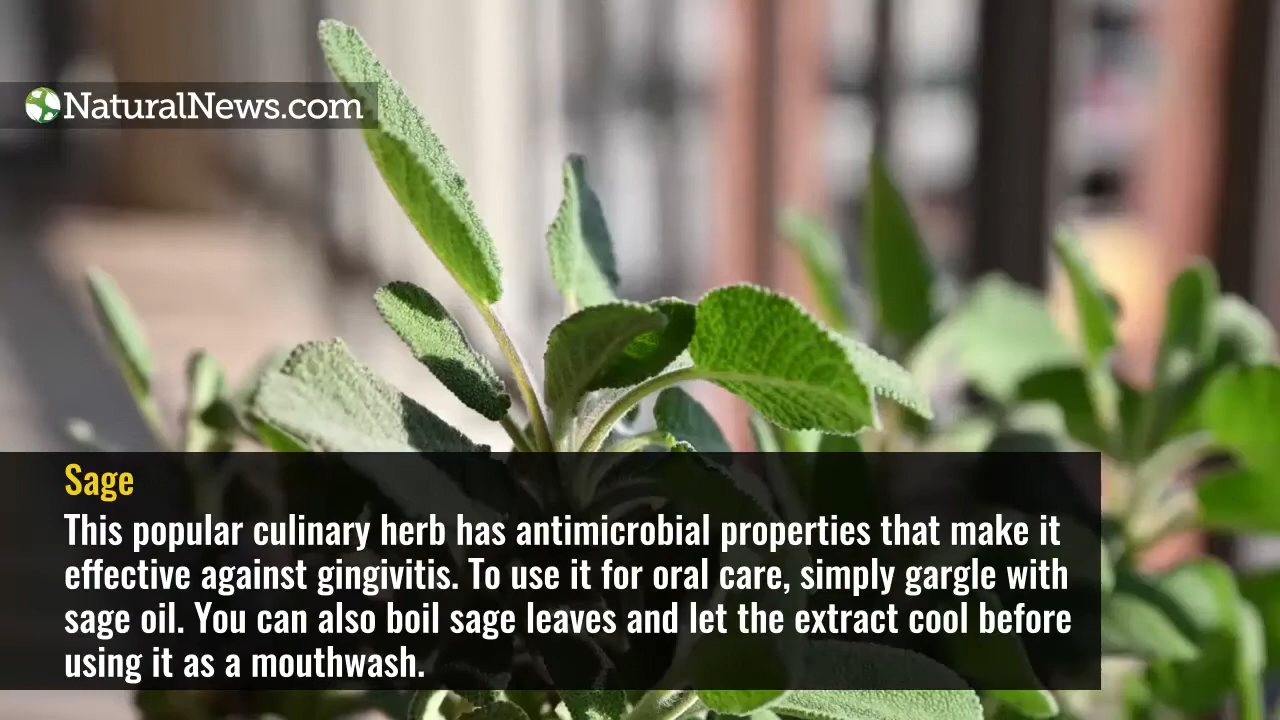 NaturalNews.com
Sage
This popular culinary herb has antimicrobial properties that make it
effective against gingivitis. To use it for oral care, simply gargle with
sage oil. You can also boil sage leaves and let the extract cool before
using it as a mouthwash.